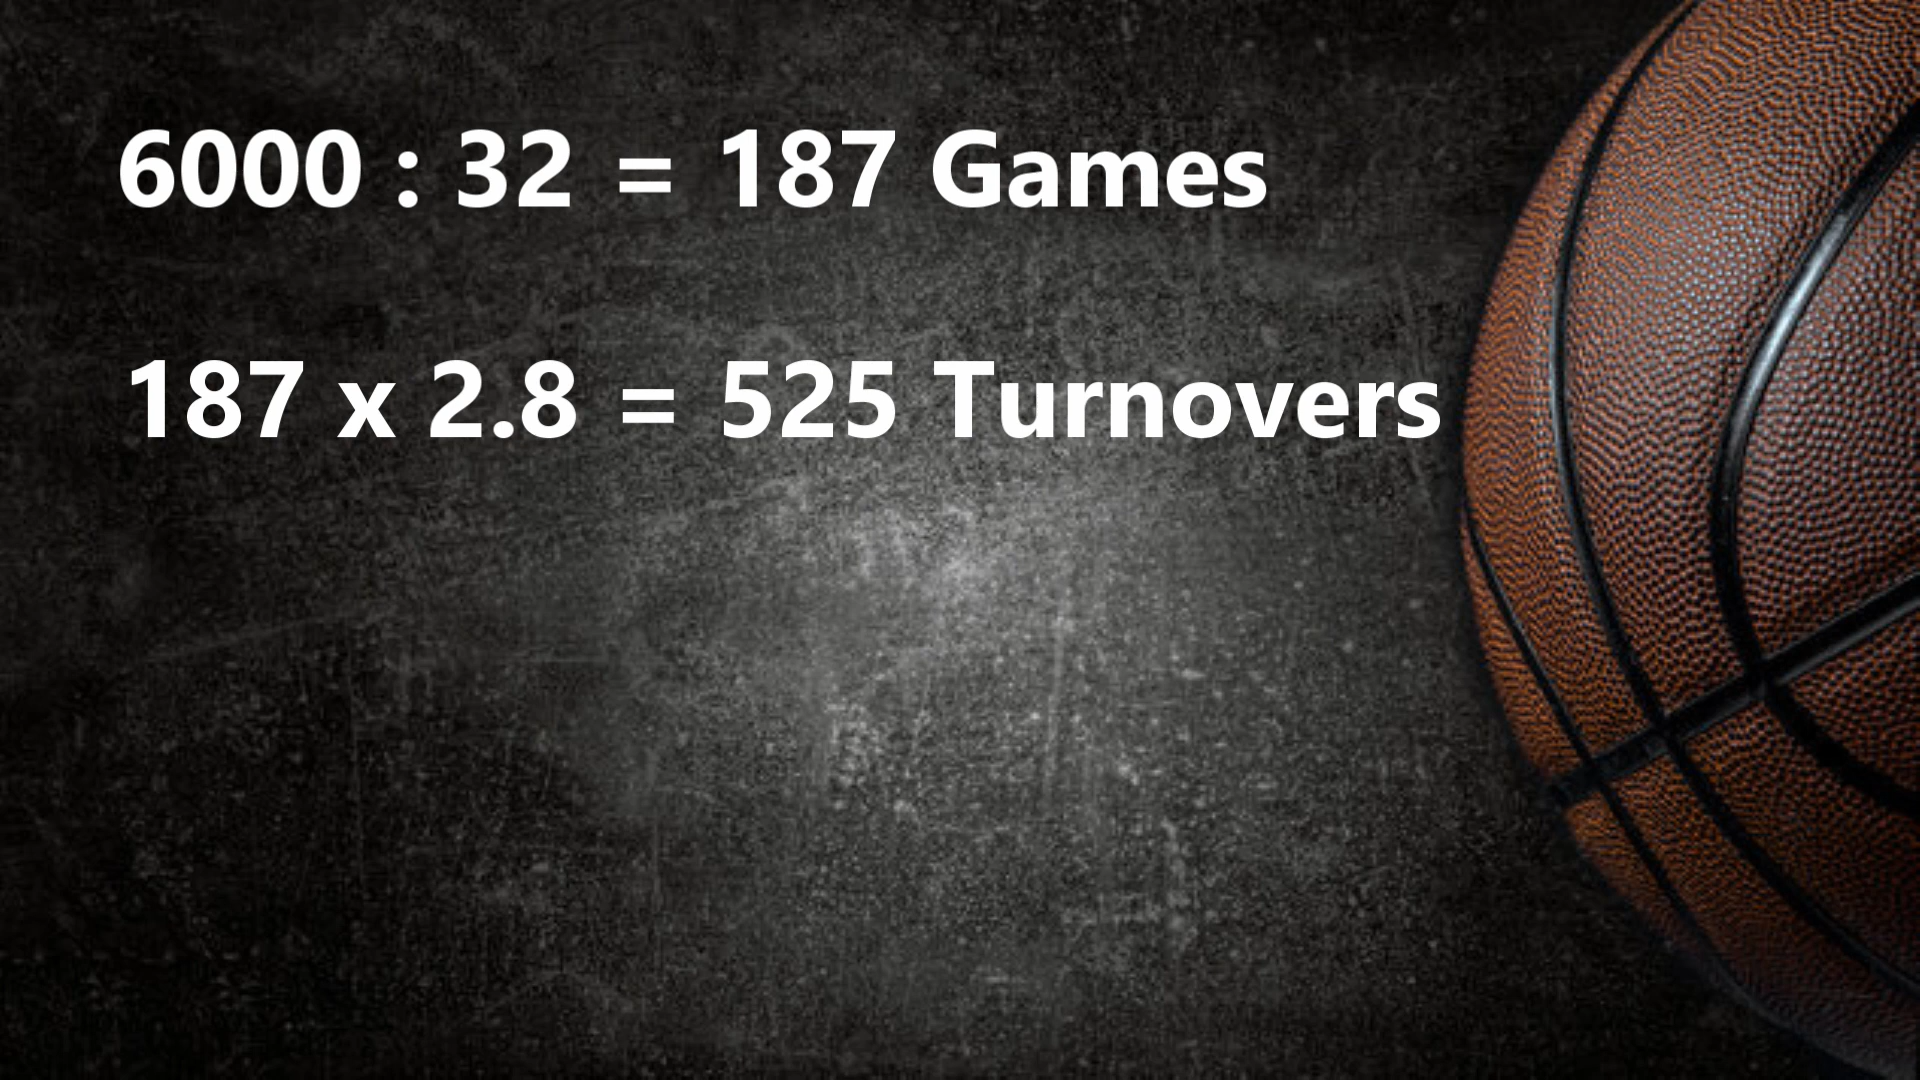 6000 : 32 = 187 Games
187 x 2.8 = 525 Turnovers